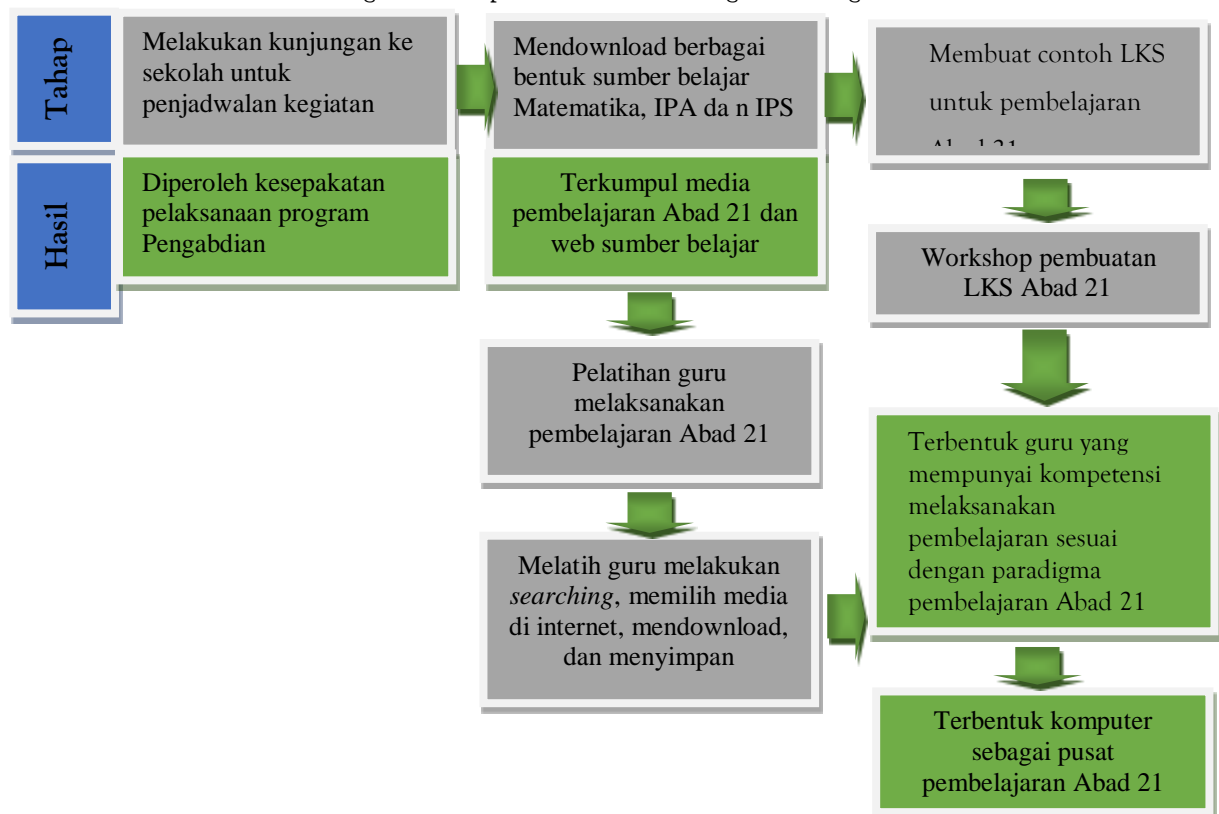 Tahap
Melakukan kunjungan ke
sekolah untuk
penjadwalan kegiatan
Mendownload berbagai
bentuk sumber belajar
Matematika, IPA da n IPS
Membuat contoh LKS
untuk pembelajaran
Hasil
Diperoleh kesepakatan
pelaksanaan program
Pengabdian
Terkumpul media
pembelajaran Abad 21 dan
web sumber belajar
Workshop pembuatan
LKS Abad 21
Pelatihan guru
melaksanakan
pembelajaran Abad 21
Terbentuk guru yang
mempunyai kompetensi
melaksanakan
pembelajaran sesuai
dengan paradigma
pembelajaran Abad 21
Melatih guru melakukan
searching, memilih media
di internet, mendownload,
dan menyimpan
Terbentuk komputer
sebagai pusat
pembelajaran Abad 21